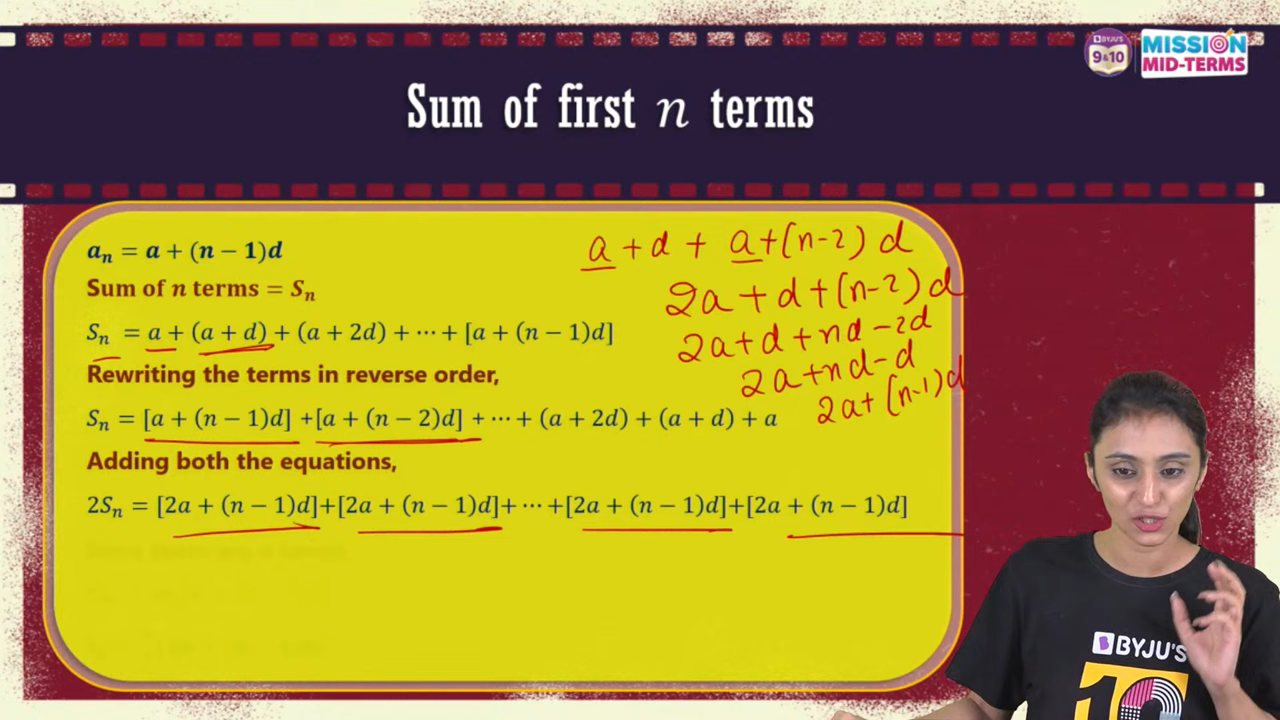 BYJU'S
9&10
MISSION
MID-TERMS
Sum of first n terms
aₙ = a + (n − 1)d
Sum of n terms = Sₙ
Sₙ = a + (a + d) + (a + 2d) + ⋯ + [a + (n − 1)d]
Rewriting the terms in reverse order,
Sₙ = [a + (n − 1)d] +[a + (n − 2)d] + ⋯ + (a + 2d) + (a + d) + a
Adding both the equations,
2Sₙ = [2a + (n − 1)d]+[2a + (n − 1)d]+ ⋯ +[2a + (n − 1)d]+[2a + (n − 1)d]
a + d + a + (n-2) d
2a + d + (n-2) d
2a + d + nd - 2d
2a + nd - d
2a + (n-1) d
BYJU'S
10